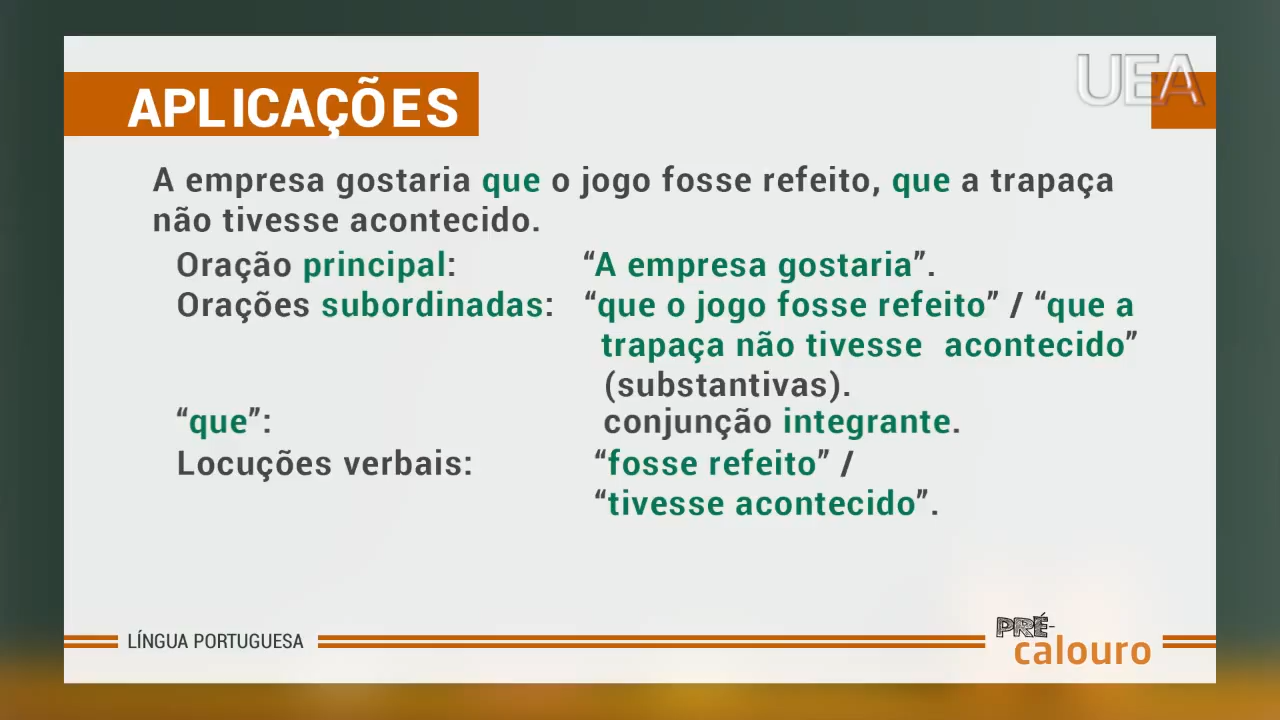 UEA
APLICAÇÕES
A empresa gostaria que o jogo fosse refeito, que a trapaça
não tivesse acontecido.
Oração principal: “A empresa gostaria”.
Orações subordinadas: “que o jogo fosse refeito” / “que a
trapaça não tivesse acontecido”
(substantivas).
“que”: conjunção integrante.
Locuções verbais: “fosse refeito” /
“tivesse acontecido”.
LÍNGUA PORTUGUESA
PRÉ-
calouro